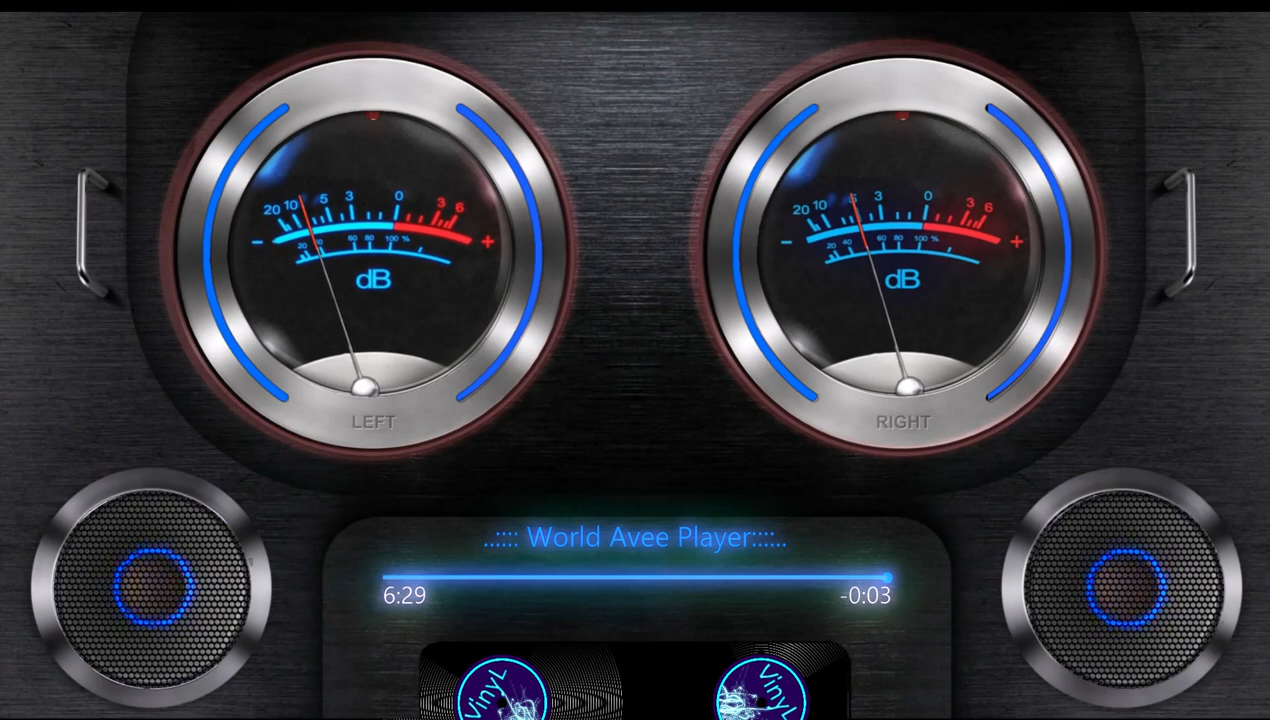 20 10 5 3 0 3 6
- +
20 60 80 100 %
dB
LEFT
20 10 5 3 0 3 6
- +
20 40 60 80 100 %
dB
RIGHT
..:::: World Avee Player::::..
6:29 -0:03
VinyL VinyL